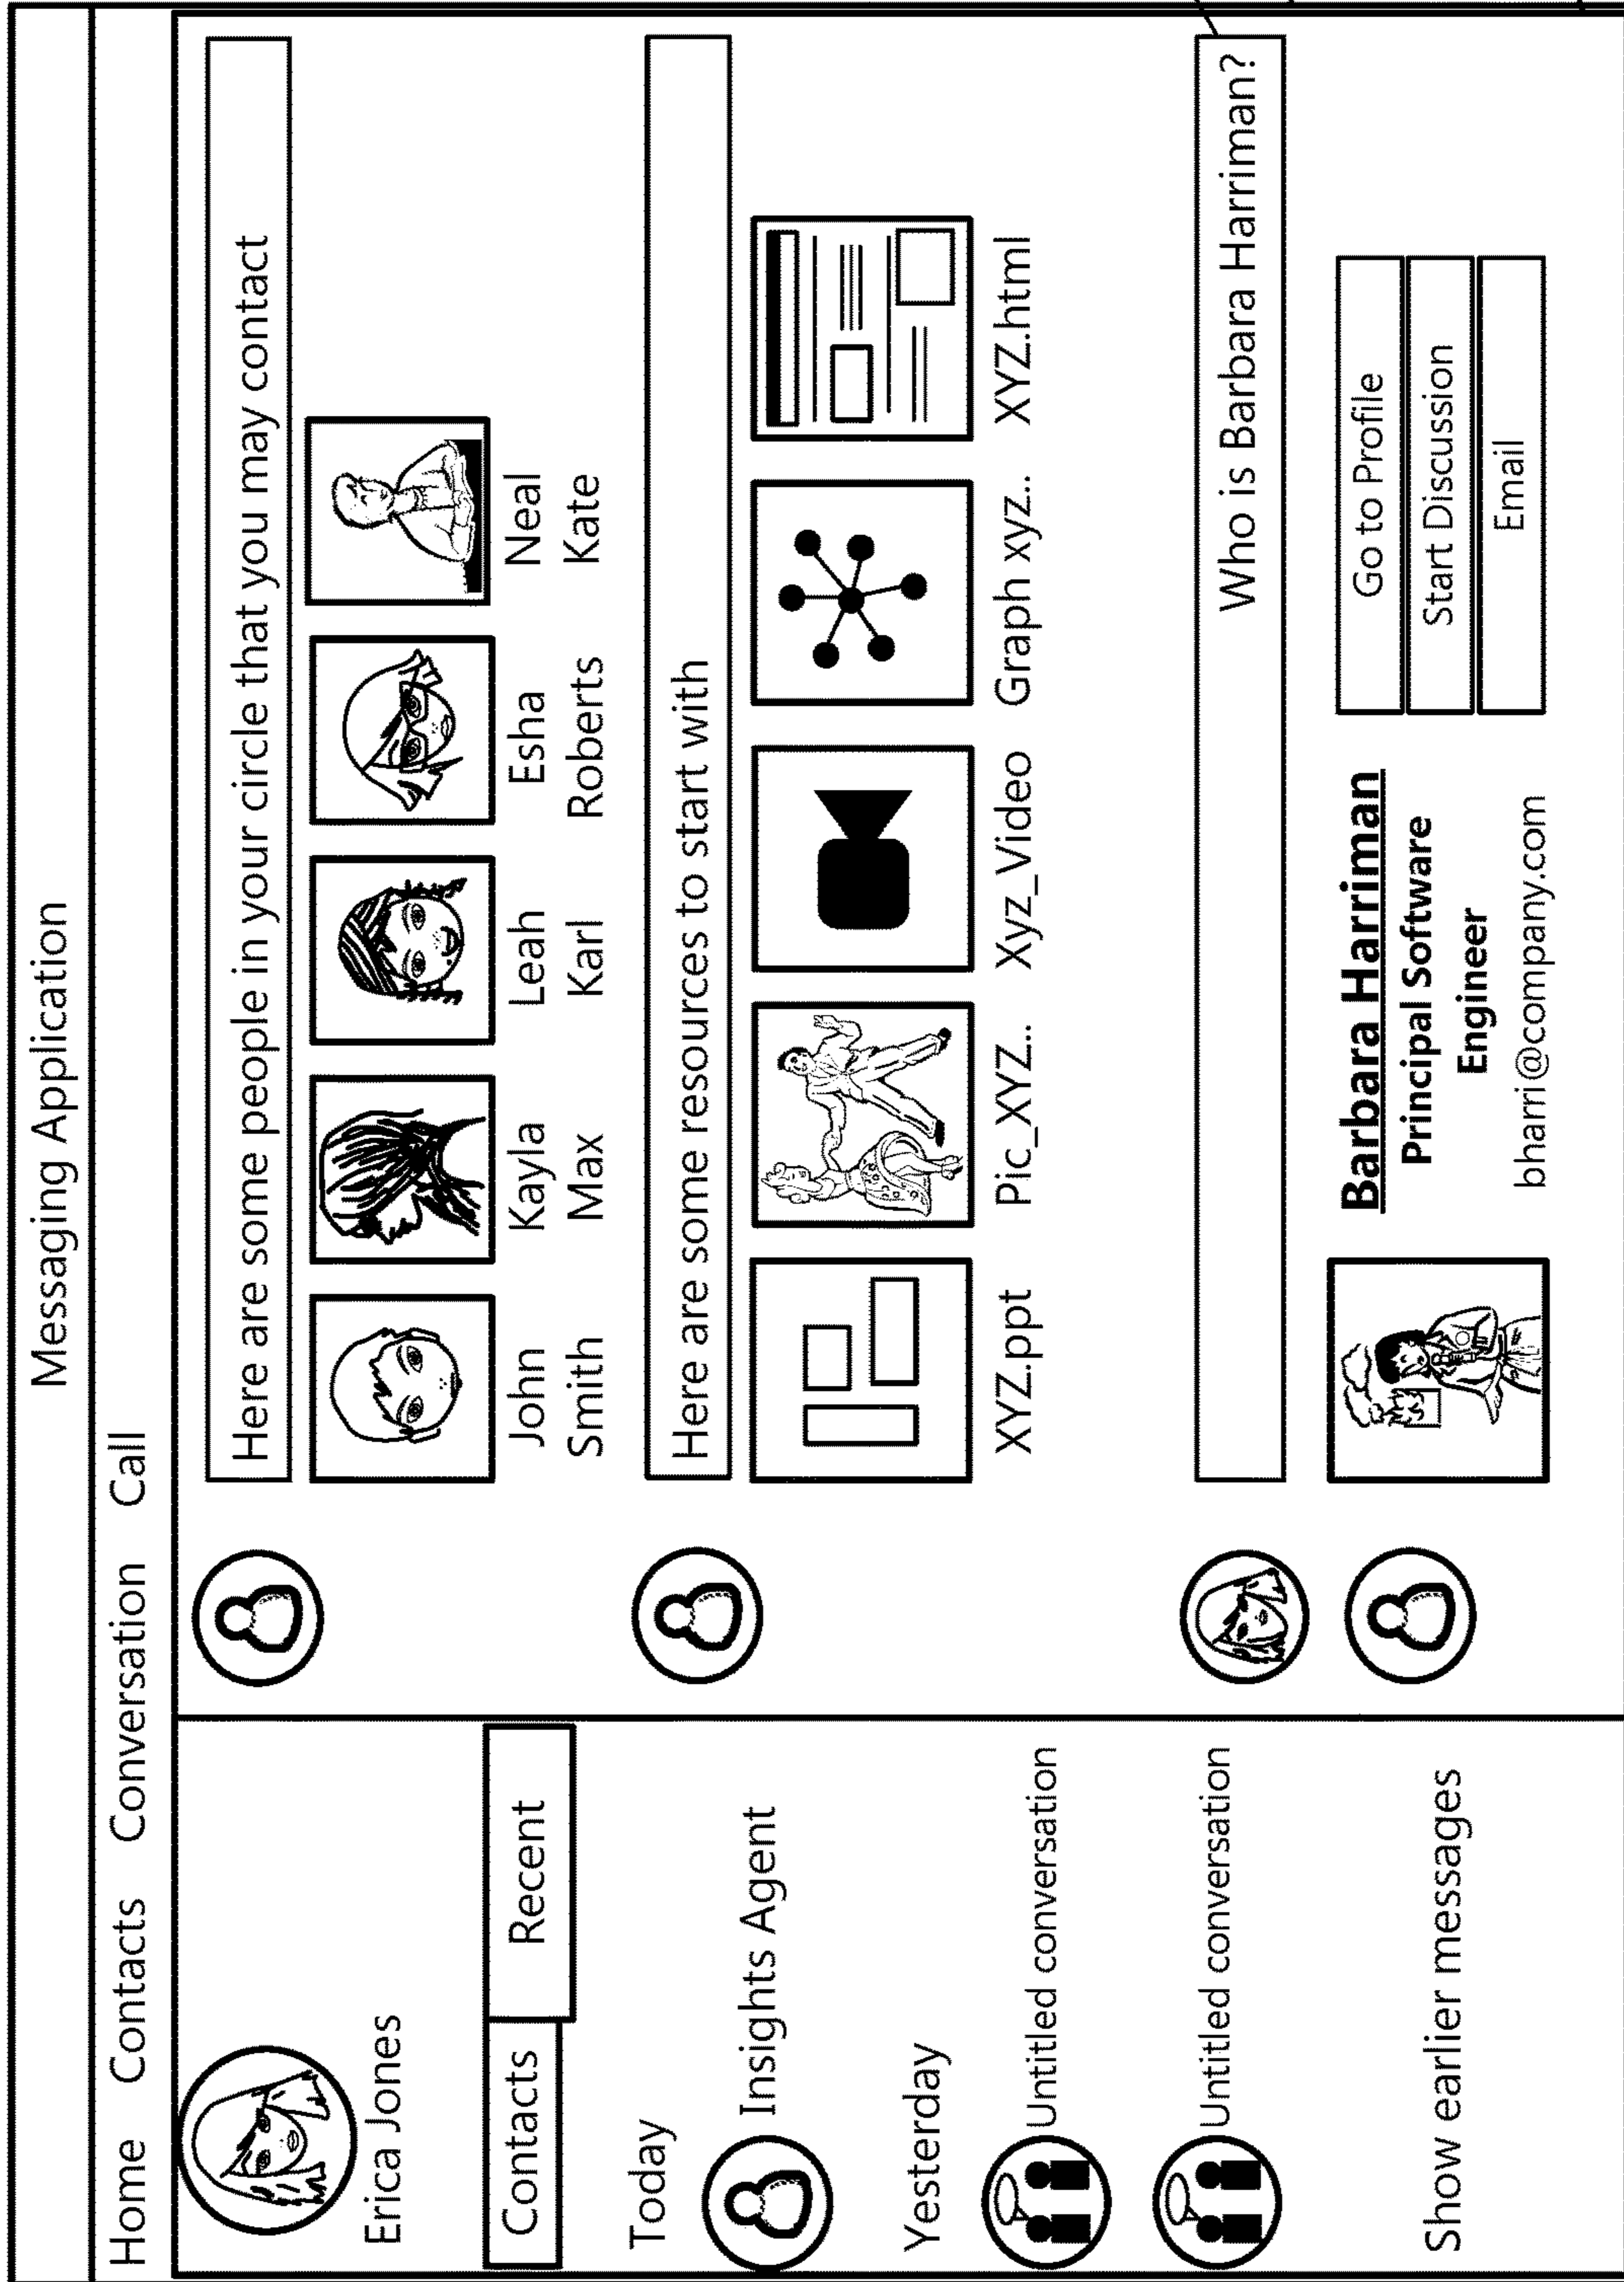 Messaging Application
Home Contacts Conversation Call
Erica Jones
Contacts Recent
Today
Insights Agent
Yesterday
Untitled conversation
Untitled conversation
Show earlier messages
Here are some people in your circle that you may contact
John Kayla Leah Esha Neal
Smith Max Karl Roberts Kate
Here are some resources to start with
XYZ.ppt Pic_XYZ.. Xyz_Video Graph xyz.. XYZ.html
Who is Barbara Harriman?
Barbara Harriman
Principal Software
Engineer
bharri@company.com
Go to Profile
Start Discussion
Email